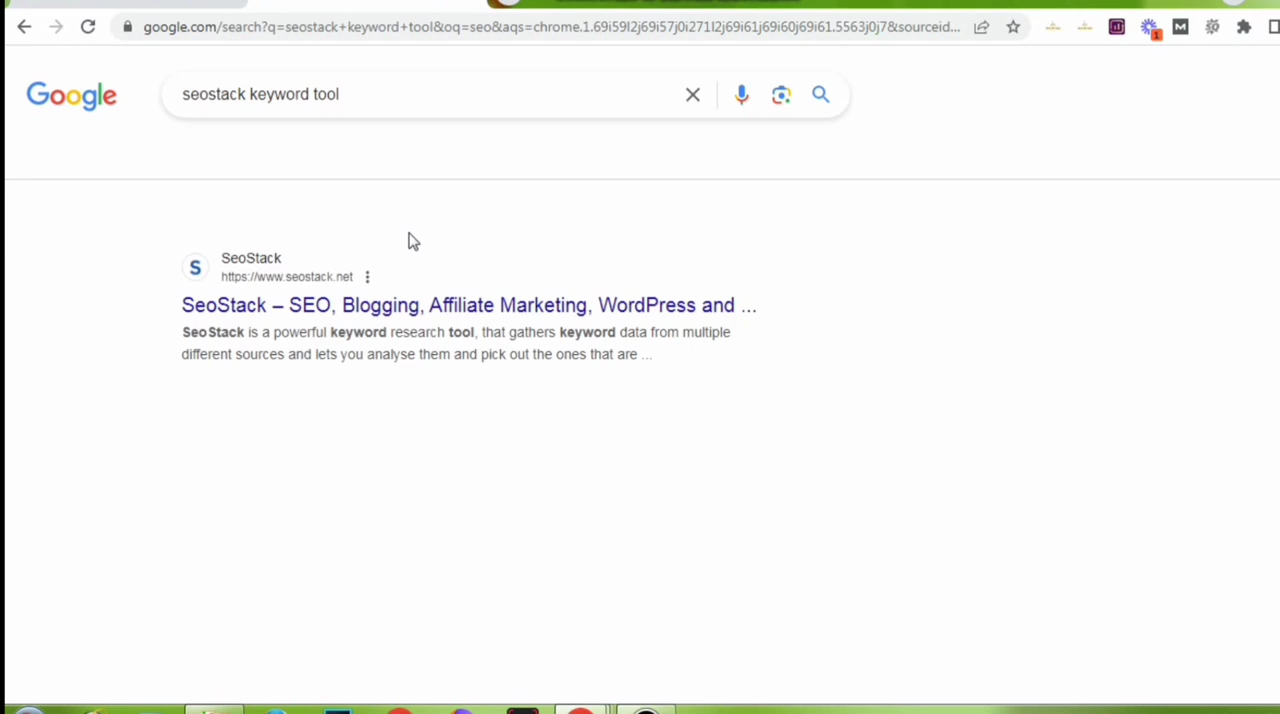 google.com/search?q=seostack+keyword+tool&oq=seo&aqs=chrome.1.69i59l2j69i57j0i271l2j69i61j69i60j69i61.5563j0j7&sourceid...
1
M
Google
seostack keyword tool
S
SeoStack
https://www.seostack.net
SeoStack – SEO, Blogging, Affiliate Marketing, WordPress and ...
SeoStack is a powerful keyword research tool, that gathers keyword data from multiple
different sources and lets you analyse them and pick out the ones that are ...